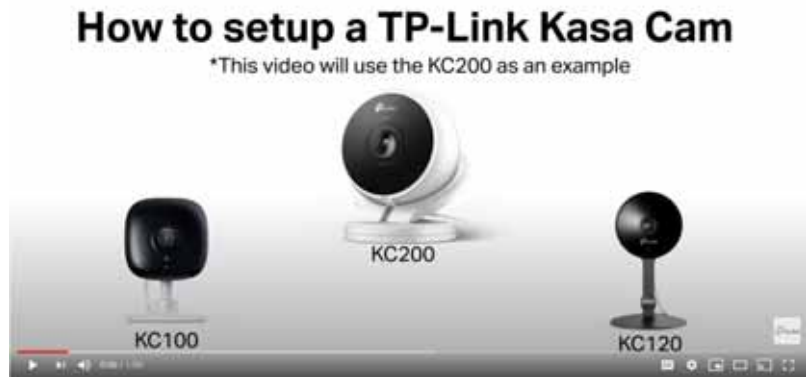 How to setup a TP-Link Kasa Cam
*This video will use the KC200 as an example
KC200
KC100
KC120